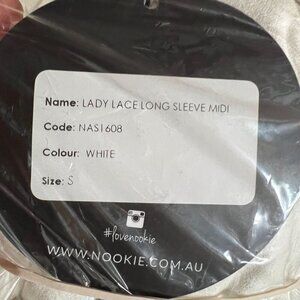 Name: LADY LACE LONG SLEEVE MIDI
Code: NAS1608
Colour: WHITE
Size: S
#lovenookie
WWW.NOOKIE.COM.AU